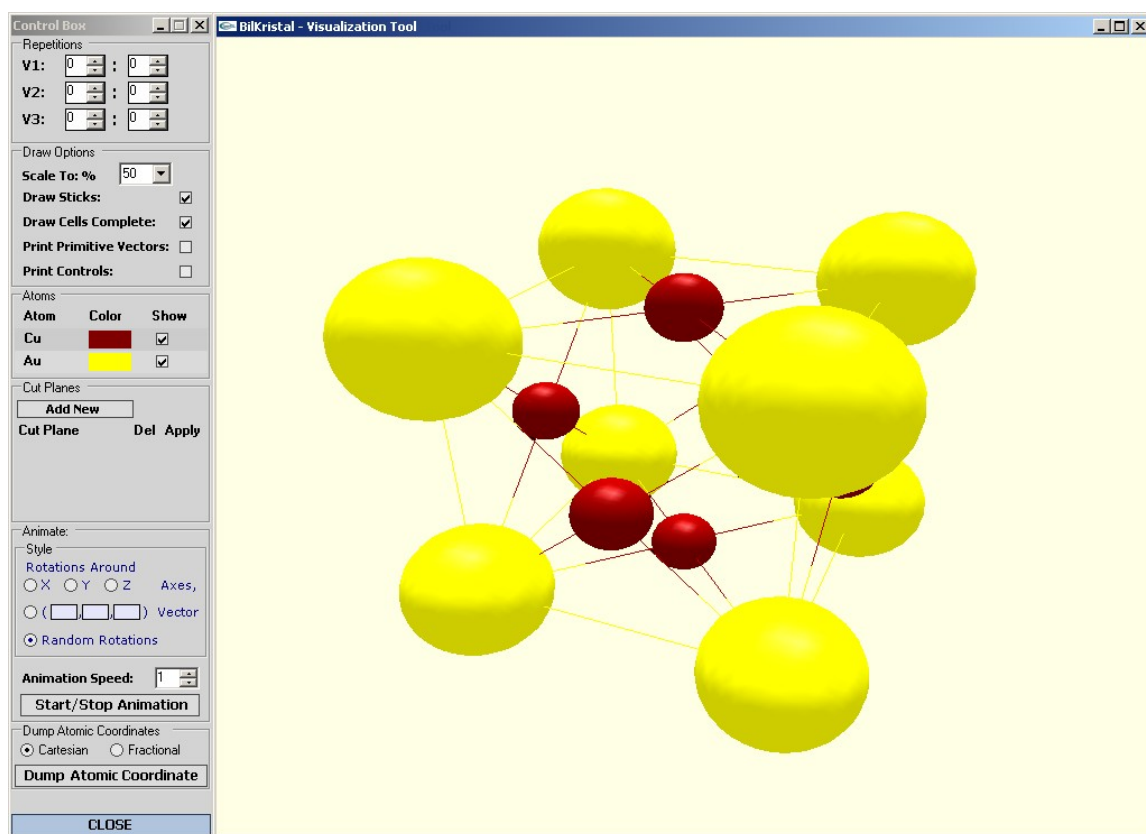 Control Box
BilKristal - Visualization Tool
Repetitions
V1: 0 : 0
V2: 0 : 0
V3: 0 : 0
Draw Options
Scale To: % 50
Draw Sticks:
Draw Cells Complete:
Print Primitive Vectors:
Print Controls:
Atoms
Atom Color Show
Cu
Au
Cut Planes
Add New
Cut Plane Del Apply
Animate:
Style
Rotations Around
X Y Z Axes,
( , , ) Vector
Random Rotations
Animation Speed: 1
Start/Stop Animation
Dump Atomic Coordinates
Cartesian Fractional
Dump Atomic Coordinate
CLOSE